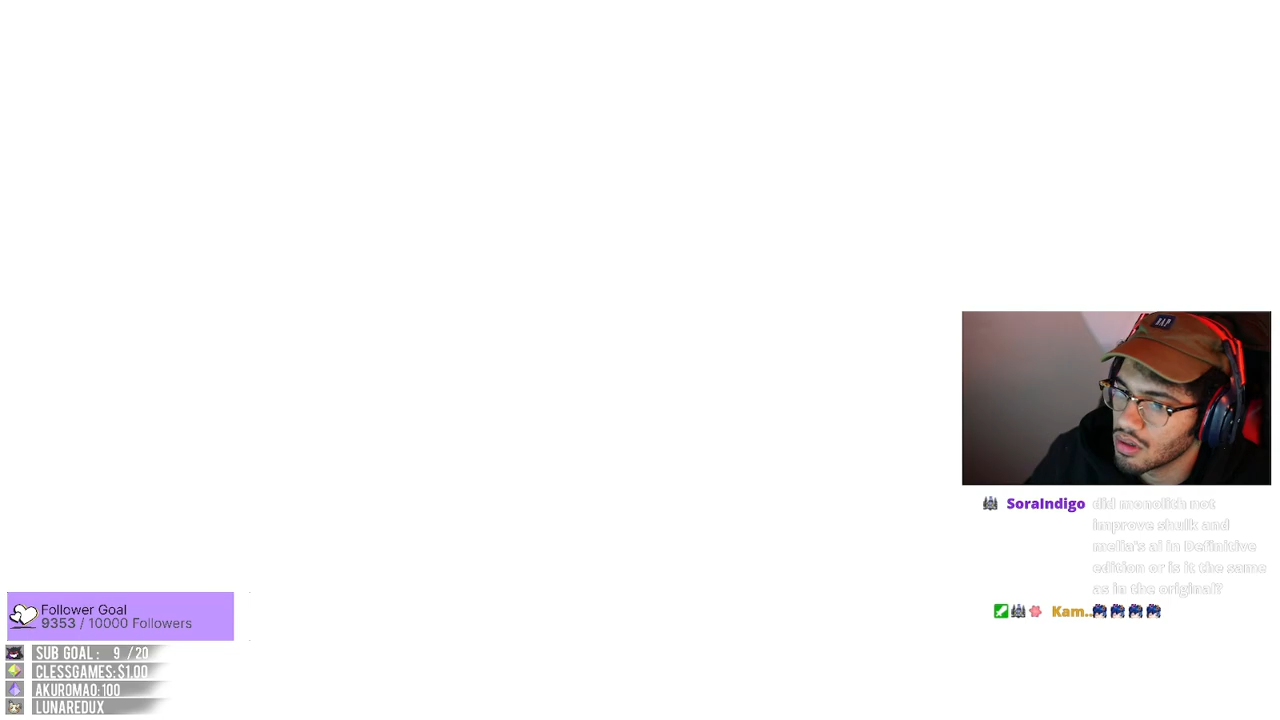 BAP
SoraIndigo did monolith not
improve shulk and
melia's ai in Definitive
edition or is it the same
as in the original?
Kam..
Follower Goal
9353 / 10000 Followers
SUB GOAL: 9 /20
CLESSGAMES: $1.00
AKUROMAO: 100
LUNAREDUX